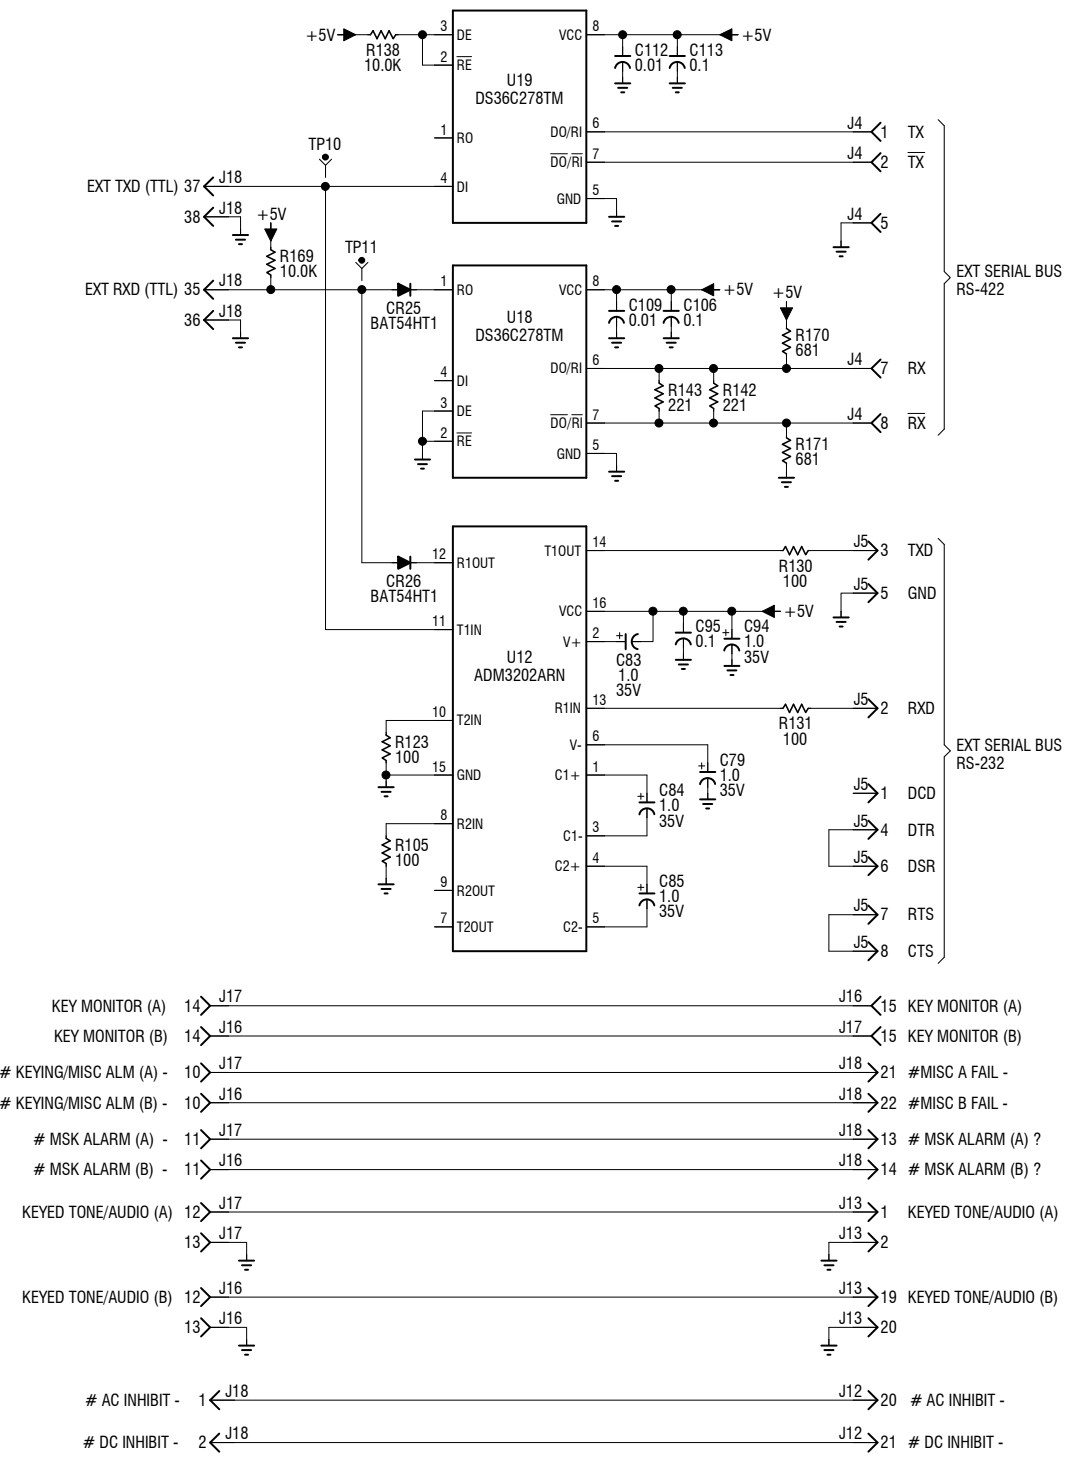 +5V
R138
10.0K
3
DE
2
RE
U19
DS36C278TM
1
RO
4
DI
VCC
8
C112
0.01
C113
0.1
+5V
DO/RI
6
J4
1
TX
DO/RI
7
J4
2
TX
GND
5
J4
5
TP10
EXT TXD (TTL) 37
J18
38
J18
+5V
R169
10.0K
TP11
EXT RXD (TTL) 35
J18
36
J18
CR25
BAT54HT1
1
RO
U18
DS36C278TM
4
DI
3
DE
2
RE
VCC
8
C109
0.01
C106
0.1
+5V
+5V
R170
681
DO/RI
6
R143
221
R142
221
J4
7
RX
DO/RI
7
J4
8
RX
GND
5
R171
681
EXT SERIAL BUS
RS-422
CR26
BAT54HT1
12
R1OUT
11
T1IN
U12
ADM3202ARN
10
T2IN
R123
100
15
GND
8
R2IN
R105
100
9
R2OUT
7
T2OUT
T1OUT
14
R130
100
J5
3
TXD
J5
5
GND
VCC
16
+5V
V+
2
+
C83
1.0
35V
C95
0.1
+
C94
1.0
35V
R1IN
13
R131
100
J5
2
RXD
V-
6
+
C79
1.0
35V
C1+
1
+
C84
1.0
35V
C1-
3
C2+
4
+
C85
1.0
35V
C2-
5
J5
1
DCD
J5
4
DTR
J5
6
DSR
J5
7
RTS
J5
8
CTS
EXT SERIAL BUS
RS-232
KEY MONITOR (A) 14 J17 J16 15 KEY MONITOR (A)
KEY MONITOR (B) 14 J16 J17 15 KEY MONITOR (B)
# KEYING/MISC ALM (A) - 10 J17 J18 21 #MISC A FAIL -
# KEYING/MISC ALM (B) - 10 J16 J18 22 #MISC B FAIL -
# MSK ALARM (A) - 11 J17 J18 13 # MSK ALARM (A) ?
# MSK ALARM (B) - 11 J16 J18 14 # MSK ALARM (B) ?
KEYED TONE/AUDIO (A) 12 J17 J13 1 KEYED TONE/AUDIO (A)
13 J17 J13 2
KEYED TONE/AUDIO (B) 12 J16 J13 19 KEYED TONE/AUDIO (B)
13 J16 J13 20
# AC INHIBIT - 1 J18 J12 20 # AC INHIBIT -
# DC INHIBIT - 2 J18 J12 21 # DC INHIBIT -